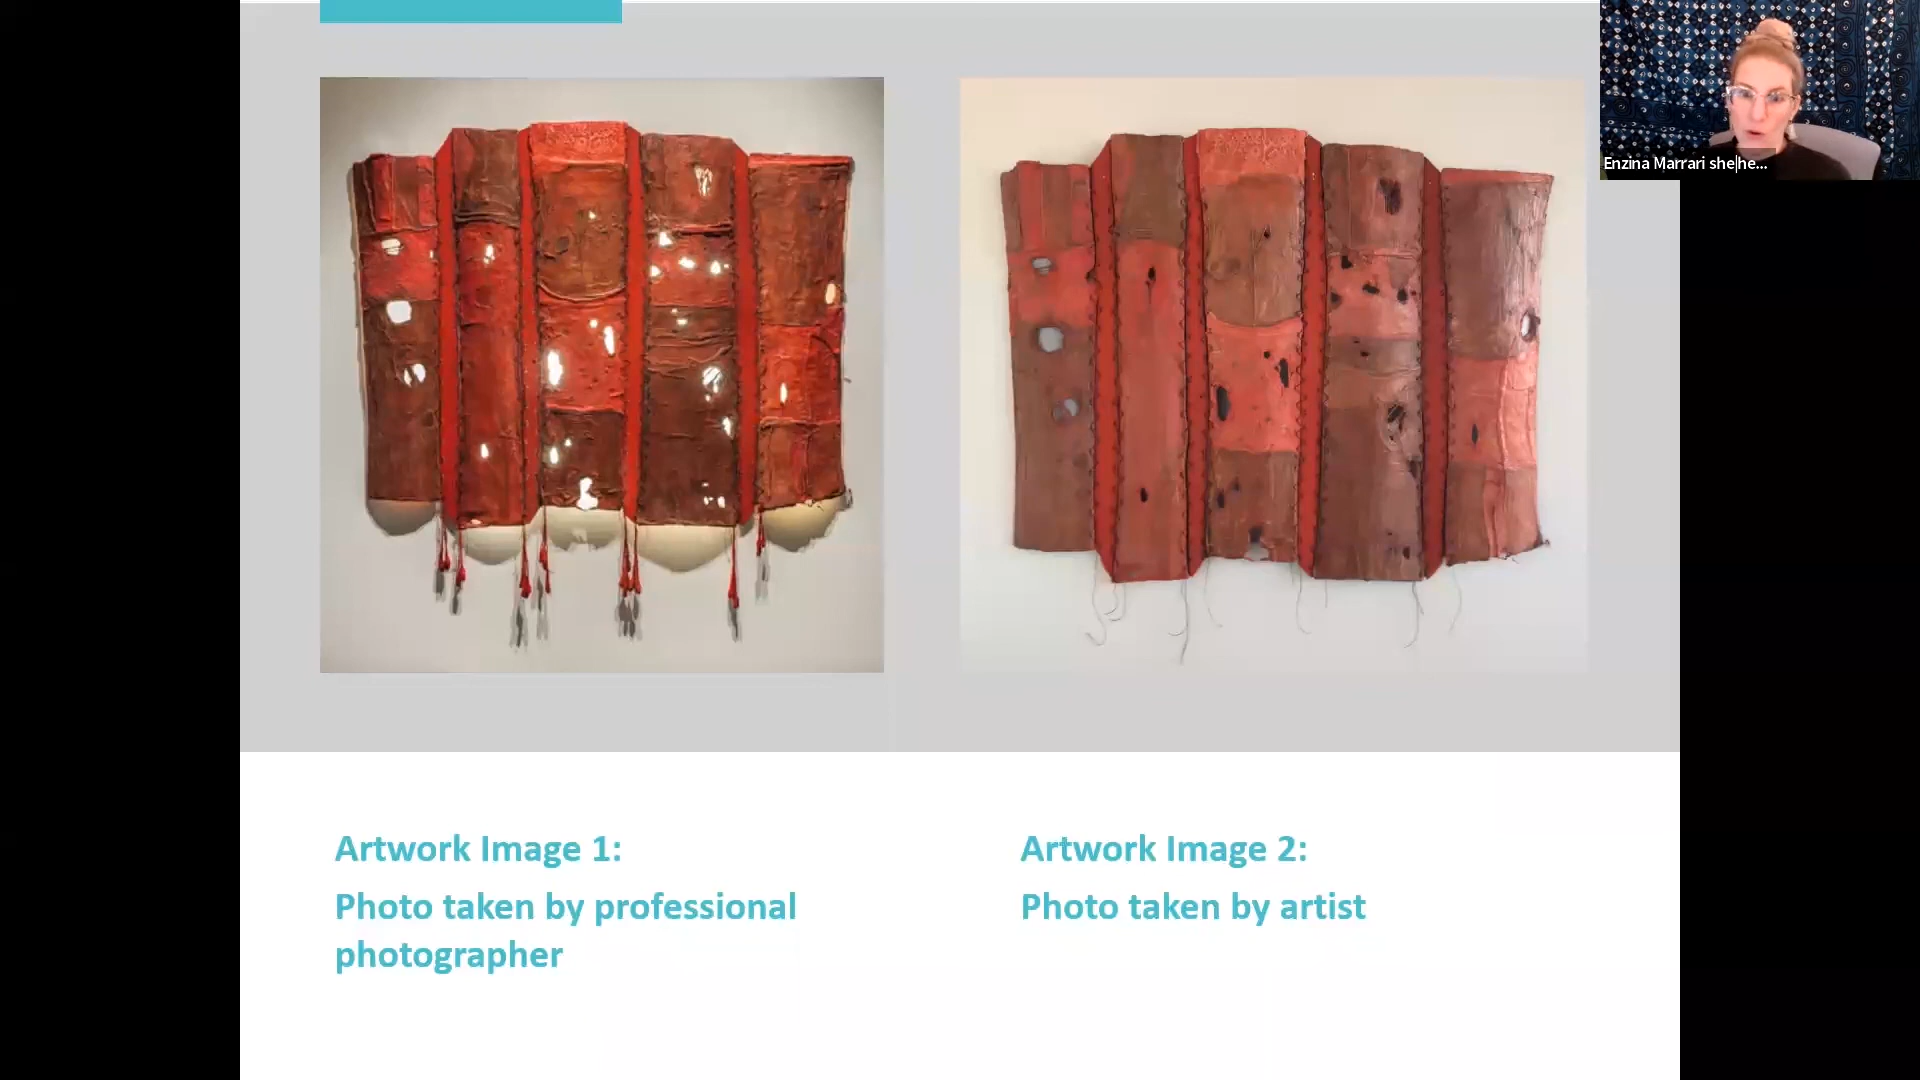 Enzina Marrari she|he...
Artwork Image 1:
Photo taken by professional
photographer
Artwork Image 2:
Photo taken by artist